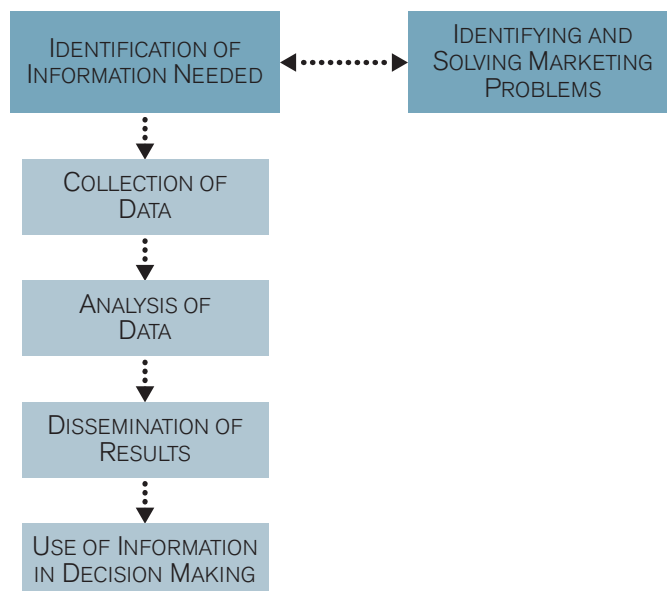 IDENTIFICATION OF
INFORMATION NEEDED
IDENTIFYING AND
SOLVING MARKETING
PROBLEMS
COLLECTION OF
DATA
ANALYSIS OF
DATA
DISSEMINATION OF
RESULTS
USE OF INFORMATION
IN DECISION MAKING